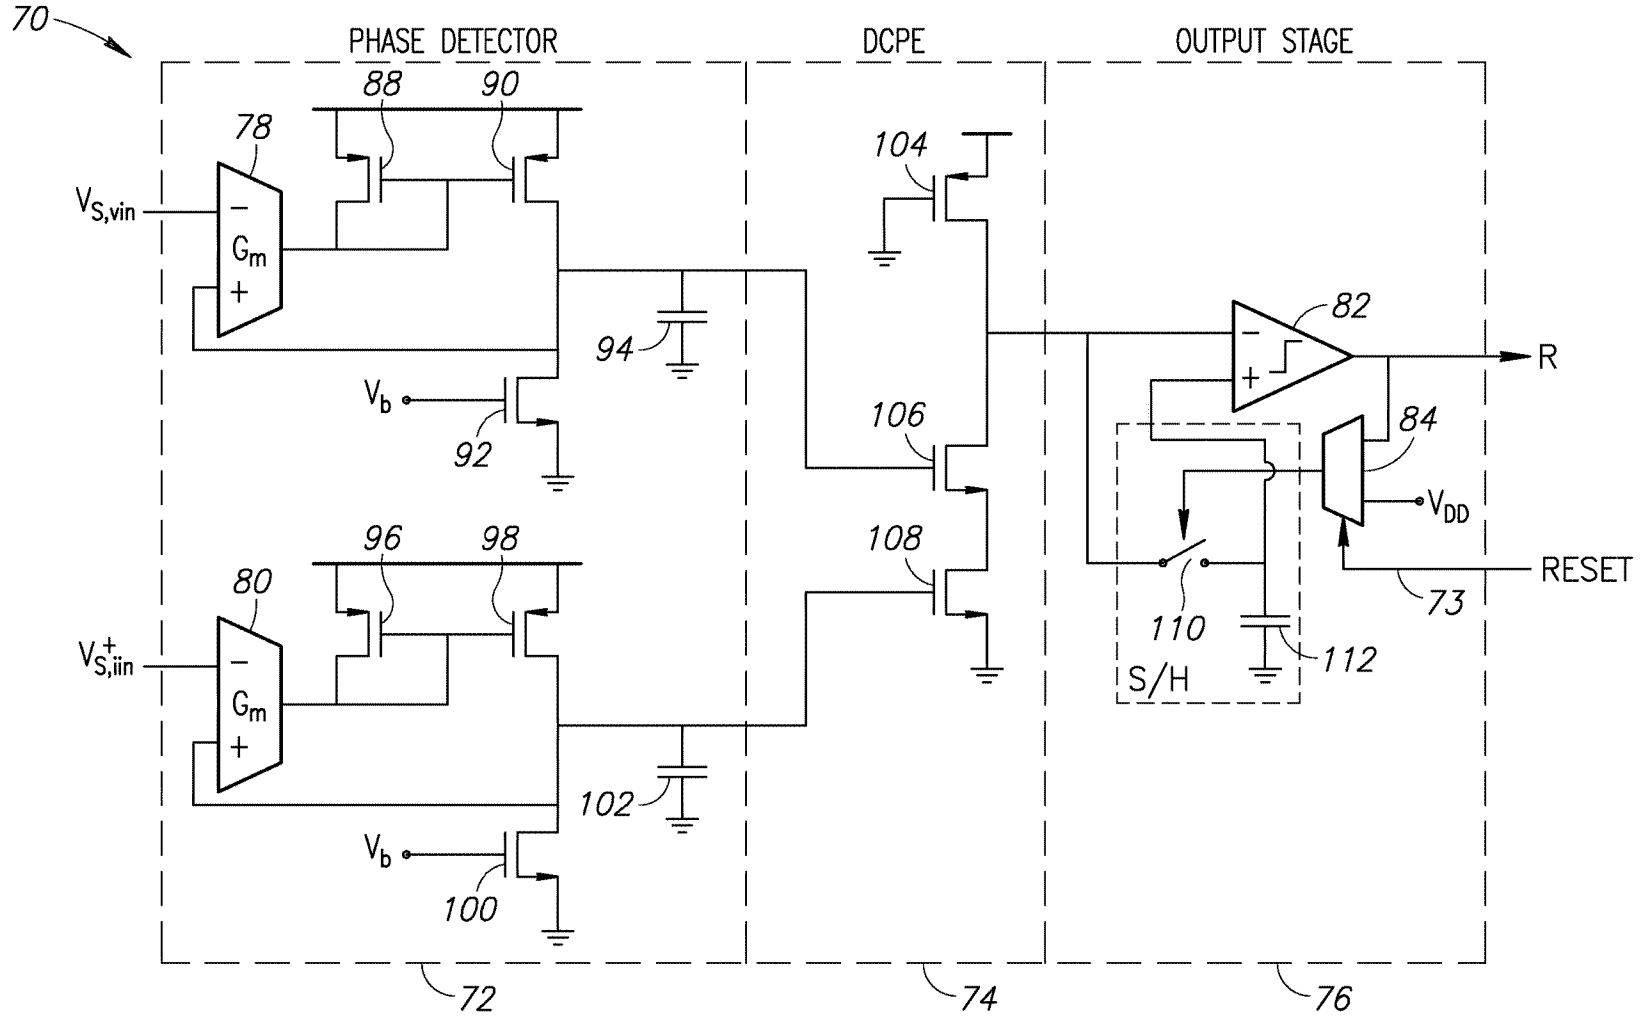 70
PHASE DETECTOR
DCPE
OUTPUT STAGE
88
90
78
104
V_S,vin
−
G_m
+
82
−
+
R
94
V_b
92
106
84
V_DD
96
98
108
80
110
RESET
73
V_S,iin^+
−
G_m
+
112
S/H
102
V_b
100
72
74
76